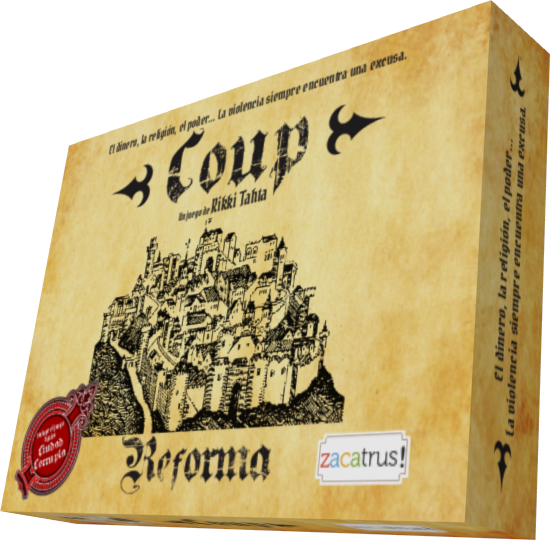 El dinero, la religión, el poder... La violencia siempre encuentra una excusa.
Coup
Un juego de Rikki Tahta
Ciudad
Corrupta
Reforma
zacatrus!
El dinero, la religión, el poder...
La violencia siempre encuentra una excusa.